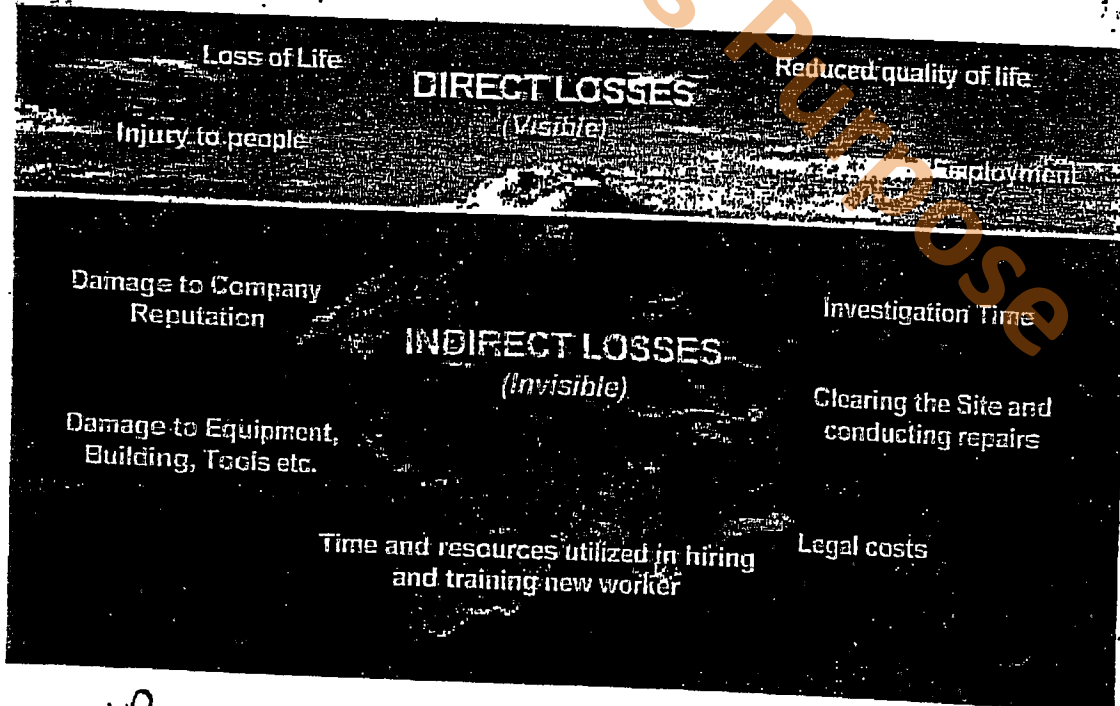 Loss of Life
DIRECT LOSSES
(Visible)
Reduced quality of life
Injury to people
Damage to Company
Reputation
INDIRECT LOSSES
(Invisible)
Investigation Time
Damage to Equipment,
Building, Tools etc.
Clearing the Site and
conducting repairs
Time and resources utilized in hiring
and training new worker
Legal costs
Purpose